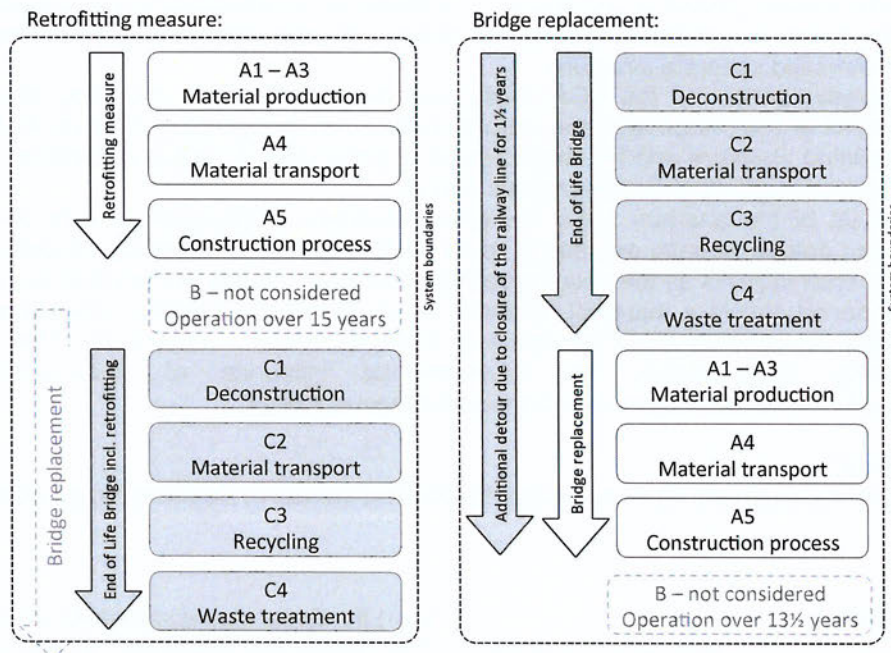 Retrofitting measure:
Retrofitting measure
A1 – A3
Material production
A4
Material transport
A5
Construction process
B – not considered
Operation over 15 years
Bridge replacement
End of Life Bridge incl. retrofitting
C1
Deconstruction
C2
Material transport
C3
Recycling
C4
Waste treatment
System boundaries
Bridge replacement:
Additional detour due to closure of the railway line for 1½ years
End of Life Bridge
C1
Deconstruction
C2
Material transport
C3
Recycling
C4
Waste treatment
Bridge replacement
A1 – A3
Material production
A4
Material transport
A5
Construction process
B – not considered
Operation over 13½ years